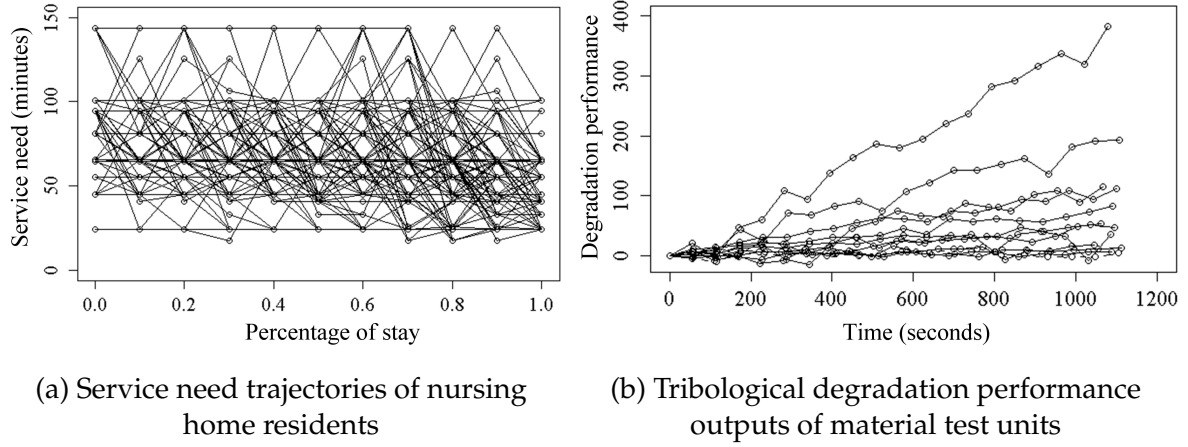 150
100
50
0
Service need (minutes)
0.0 0.2 0.4 0.6 0.8 1.0
Percentage of stay
400
300
200
100
0
Degradation performance
0 200 400 600 800 1000 1200
Time (seconds)
(a) Service need trajectories of nursing
home residents
(b) Tribological degradation performance
outputs of material test units